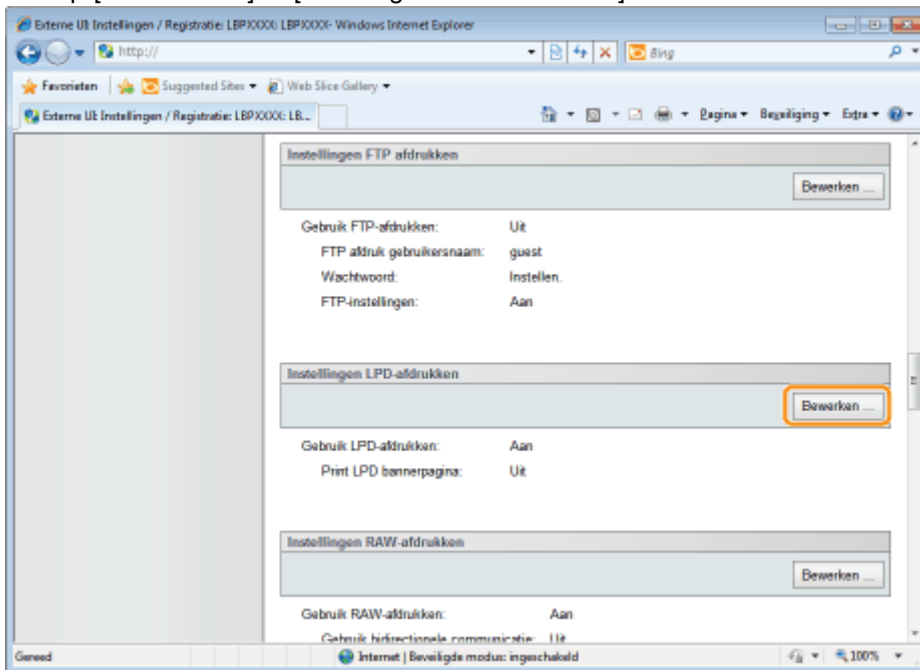 Externe UI: Instellingen / Registratie: LBPXXXX: LBPXXXX- Windows Internet Explorer
http://
Bing
Favorieten Suggested Sites Web Slice Gallery
Externe UI: Instellingen / Registratie: LBPXXXX: LB... Pagina Beveiliging Extra
Instellingen FTP afdrukken
Bewerken ...
Gebruik FTP-afdrukken: Uit
FTP afdruk gebruikersnaam: guest
Wachtwoord: Instellen.
FTP-instellingen: Aan
Instellingen LPD-afdrukken
Bewerken ...
Gebruik LPD-afdrukken: Aan
Print LPD bannerpagina: Uit
Instellingen RAW-afdrukken
Bewerken ...
Gebruik RAW-afdrukken: Aan
Gebruik bidirectionele communicatie: Uit
Gereed Internet | Beveiligde modus: ingeschakeld 100%